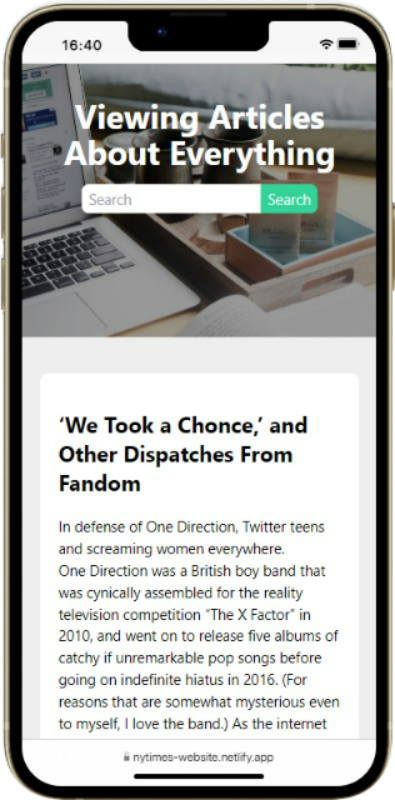 16:40
Viewing Articles
About Everything
Search Search
‘We Took a Chonce,’ and
Other Dispatches From
Fandom
In defense of One Direction, Twitter teens
and screaming women everywhere.
One Direction was a British boy band that
was cynically assembled for the reality
television competition “The X Factor” in
2010, and went on to release five albums of
catchy if unremarkable pop songs before
going on indefinite hiatus in 2016. (For
reasons that are somewhat mysterious even
to myself, I love the band.) As the internet
nytimes-website.netlify.app